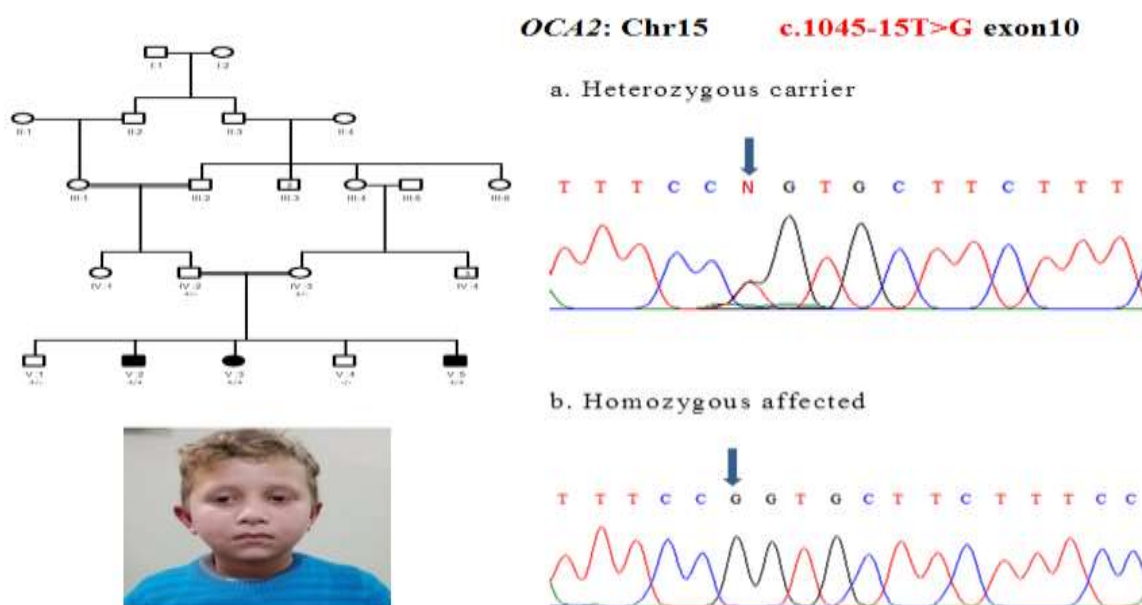 OCA2: Chr15 c.1045-15T>G exon10
I:1 I:2
II:1 II:2 II:3 II:4
III:1 III:2 III:3 III:4 III:5 III:6
IV:1 IV:2 IV:3 IV:4
V:1 V:2 V:3 V:4 V:5
a. Heterozygous carrier
T T T C C N G T G C T T C T T T
b. Homozygous affected
T T T C C G G T G C T T C T T T C C